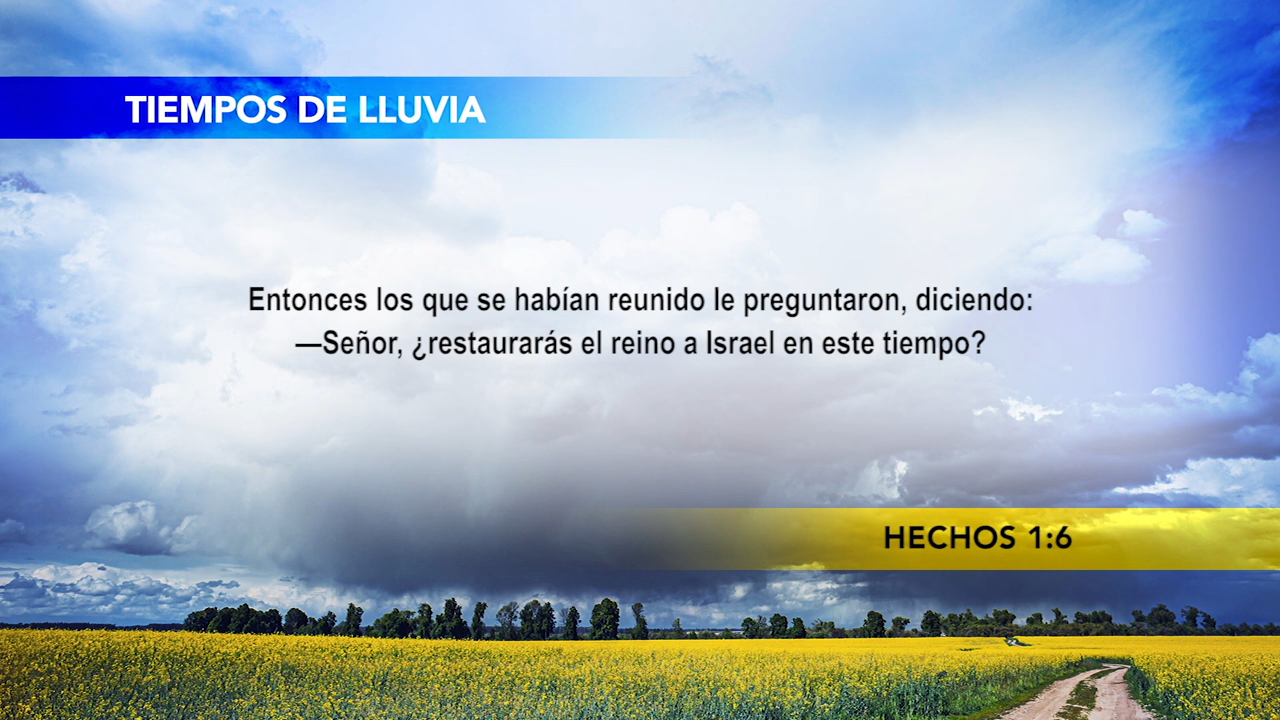 TIEMPOS DE LLUVIA
Entonces los que se habían reunido le preguntaron, diciendo:
—Señor, ¿restaurarás el reino a Israel en este tiempo?
HECHOS 1:6